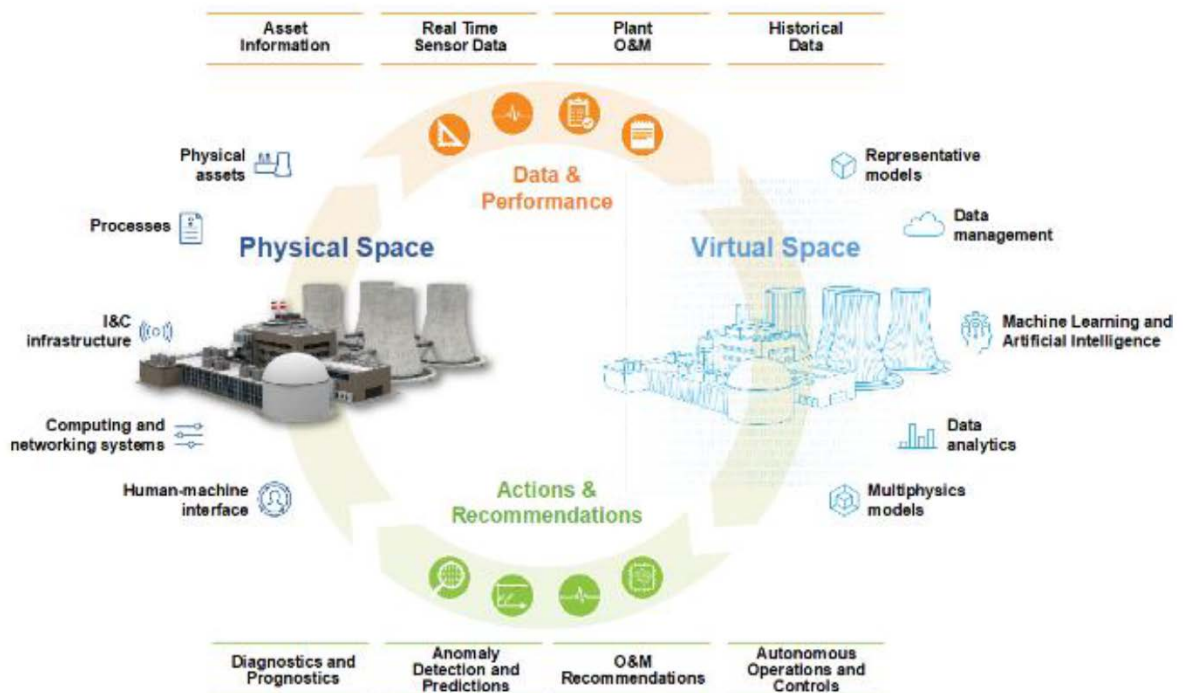 Asset
Information
Real Time
Sensor Data
Plant
O&M
Historical
Data
Data &
Performance
Physical
assets
Processes
Physical Space
I&C
infrastructure
Computing and
networking systems
Human-machine
interface
Virtual Space
Representative
models
Data
management
Machine Learning and
Artificial Intelligence
Data
analytics
Multiphysics
models
Actions &
Recommendations
Diagnostics and
Prognostics
Anomaly
Detection and
Predictions
O&M
Recommendations
Autonomous
Operations and
Controls